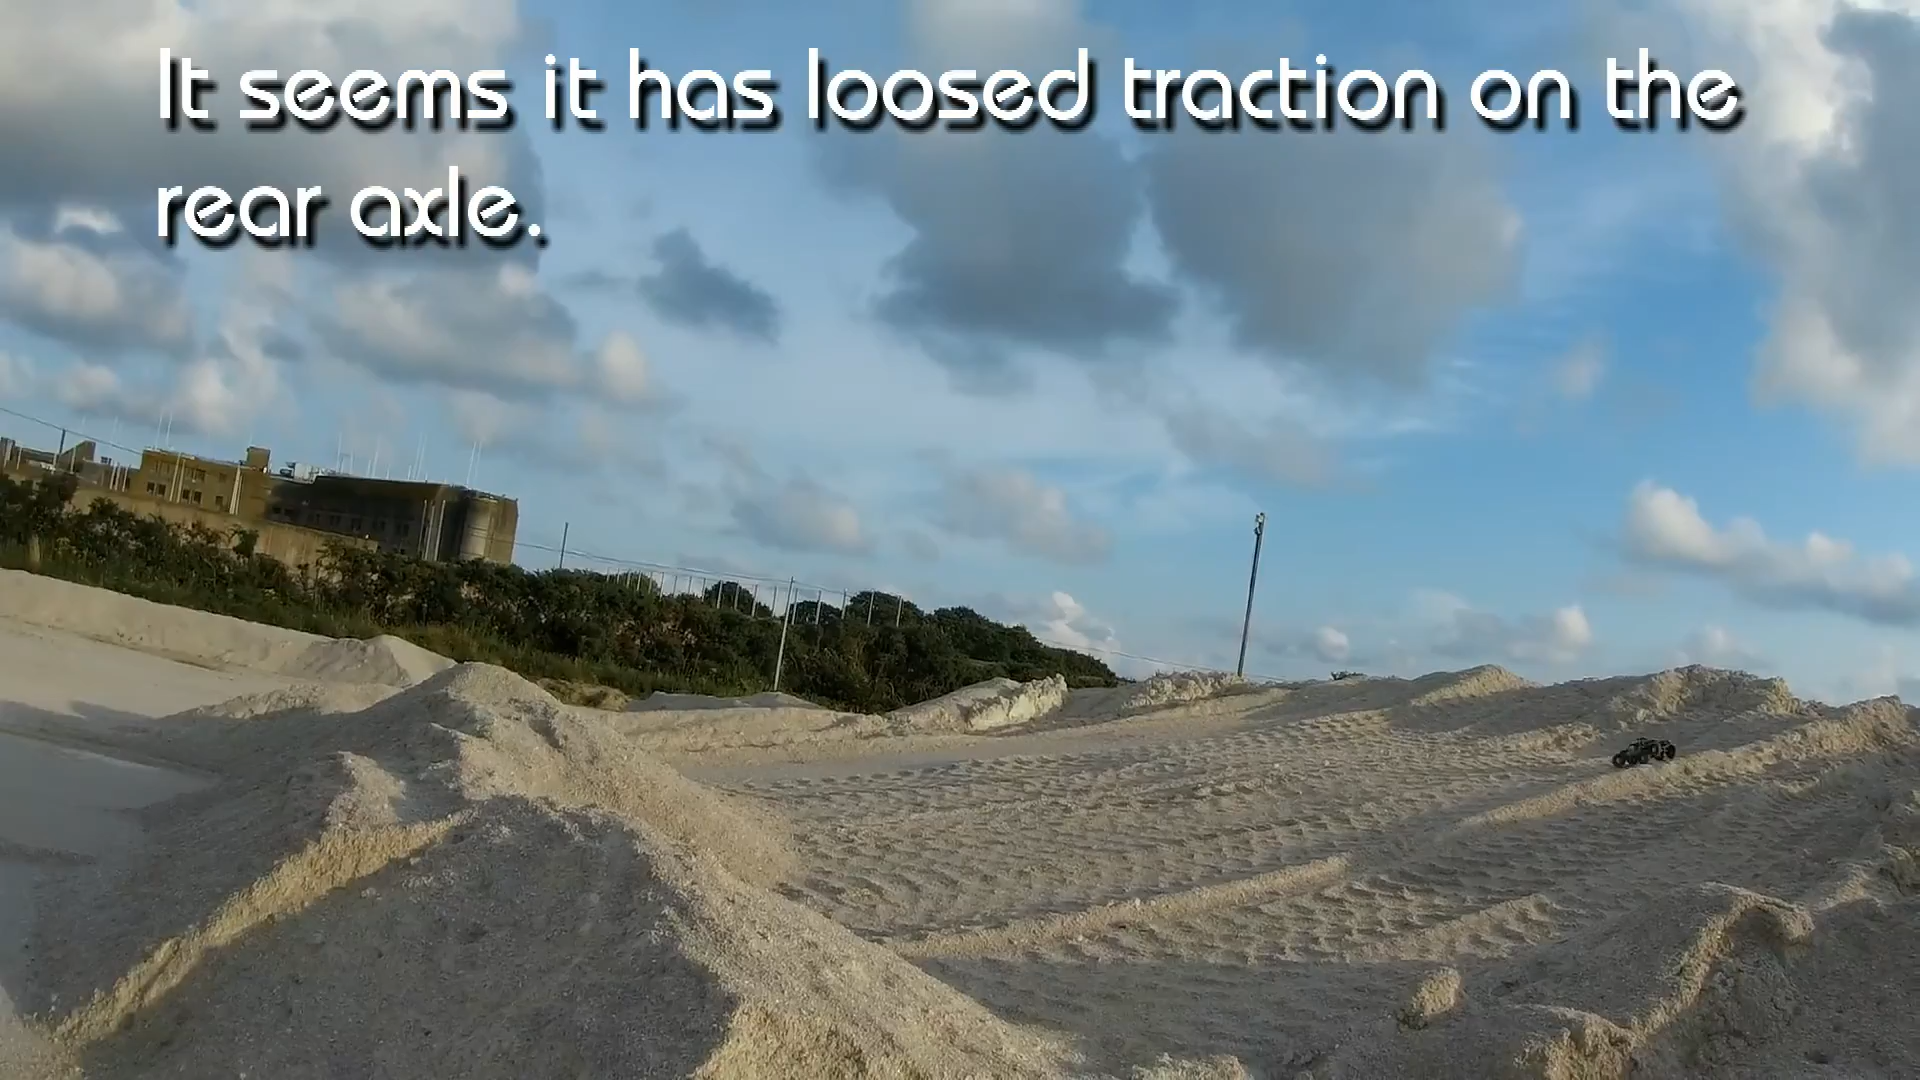 It seems it has loosed traction on the
rear axle.